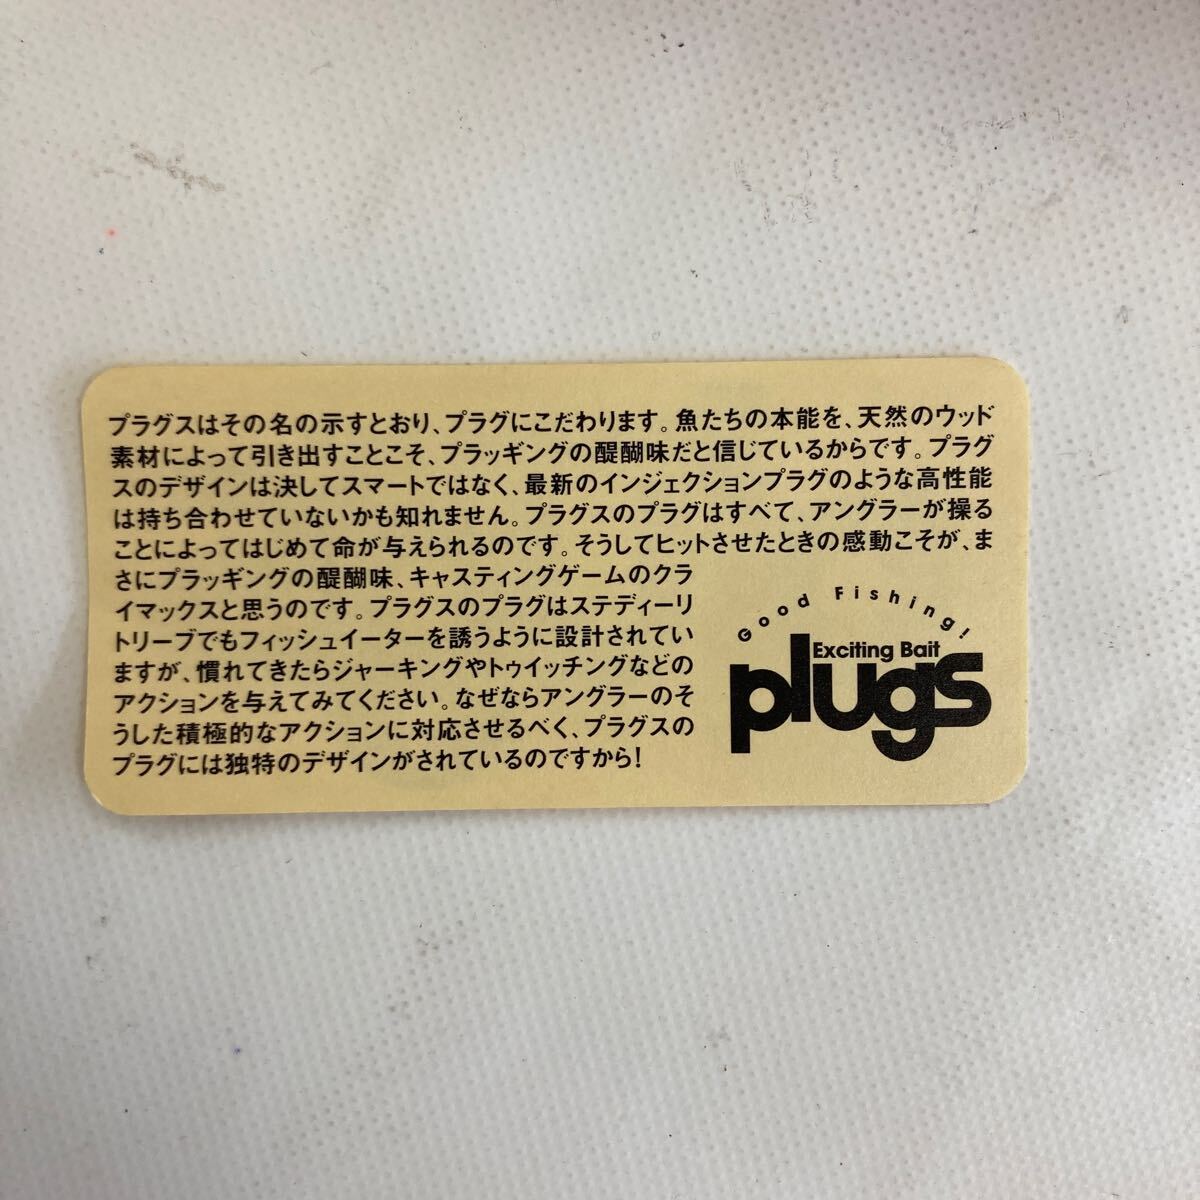 プラグスはその名の示すとおり、プラグにこだわります。魚たちの本能を、天然のウッド
素材によって引き出すことこそ、プラッギングの醍醐味だと信じているからです。プラグ
スのデザインは決してスマートではなく、最新のインジェクションプラグのような高性能
は持ち合わせていないかも知れません。プラグスのプラグはすべて、アングラーが操る
ことによってはじめて命が与えられるのです。そうしてヒットさせたときの感動こそが、ま
さにプラッギングの醍醐味、キャスティングゲームのクラ
イマックスと思うのです。プラグスのプラグはステディーリ
トリーブでもフィッシュイーターを誘うように設計されてい
ますが、慣れてきたらジャーキングやトゥイッチングなどの
アクションを与えてみてください。なぜならアングラーのそ
うした積極的なアクションに対応させるべく、プラグスの
プラグには独特のデザインがされているのですから!
Good Fishing!
Exciting Bait
plugs